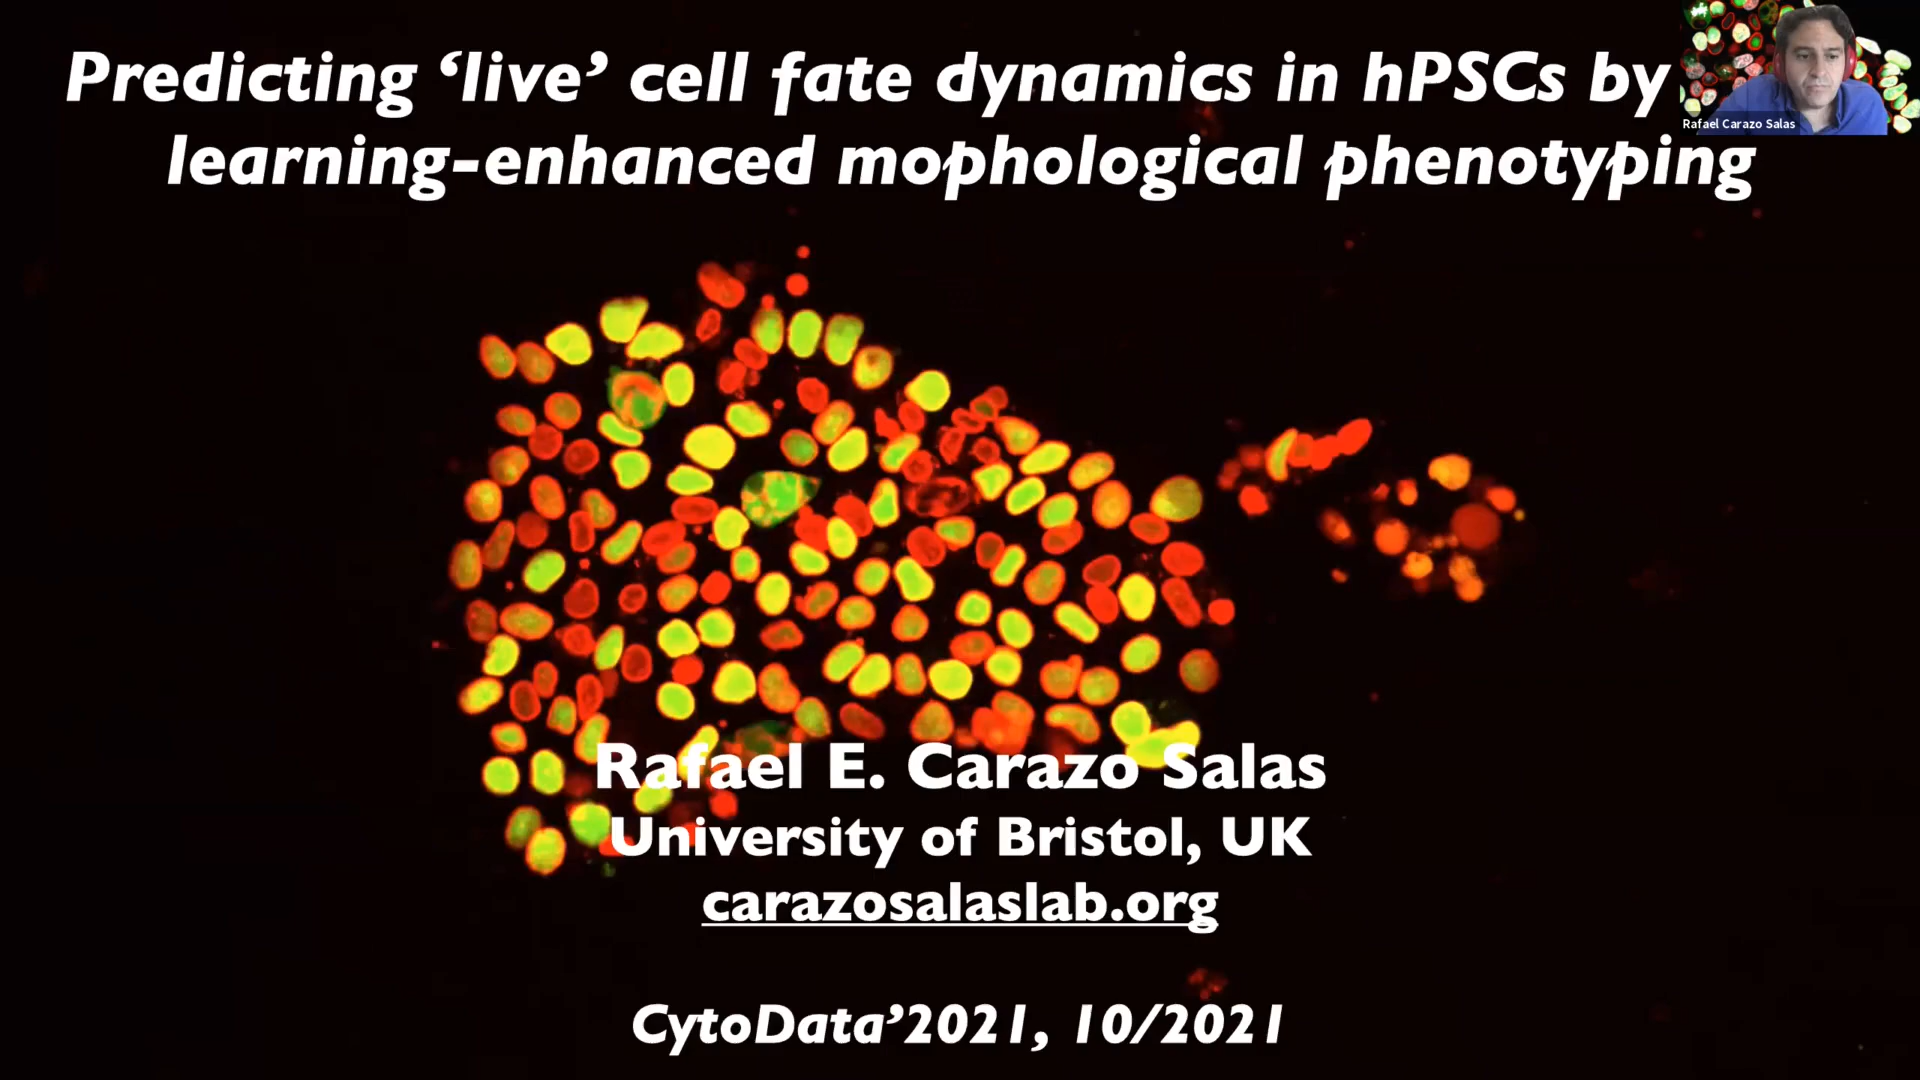 Predicting ‘live’ cell fate dynamics in hPSCs by
learning-enhanced mophological phenotyping
Rafael Carazo Salas
Rafael E. Carazo Salas
University of Bristol, UK
carazosalaslab.org
CytoData’2021, 10/2021